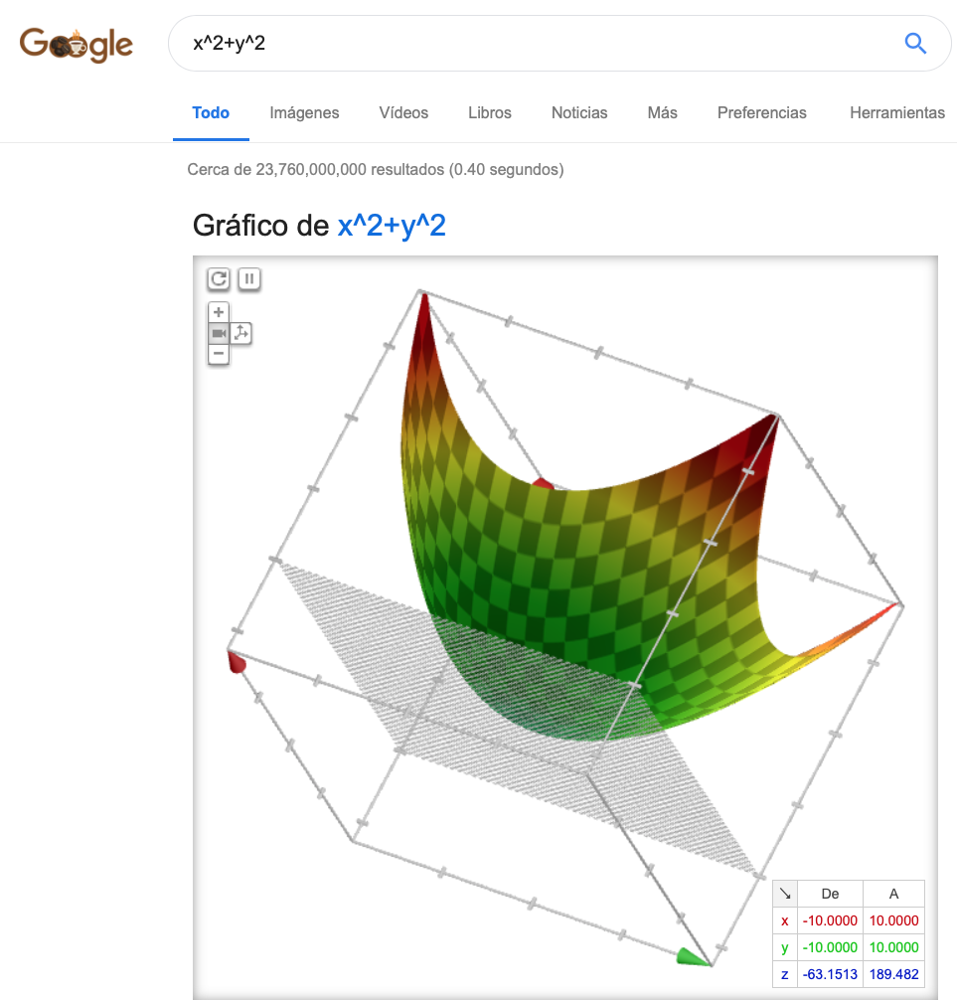 Google
x^2+y^2
Todo Imágenes Vídeos Libros Noticias Más Preferencias Herramientas
Cerca de 23,760,000,000 resultados (0.40 segundos)
Gráfico de x^2+y^2
De A
x -10.0000 10.0000
y -10.0000 10.0000
z -63.1513 189.482